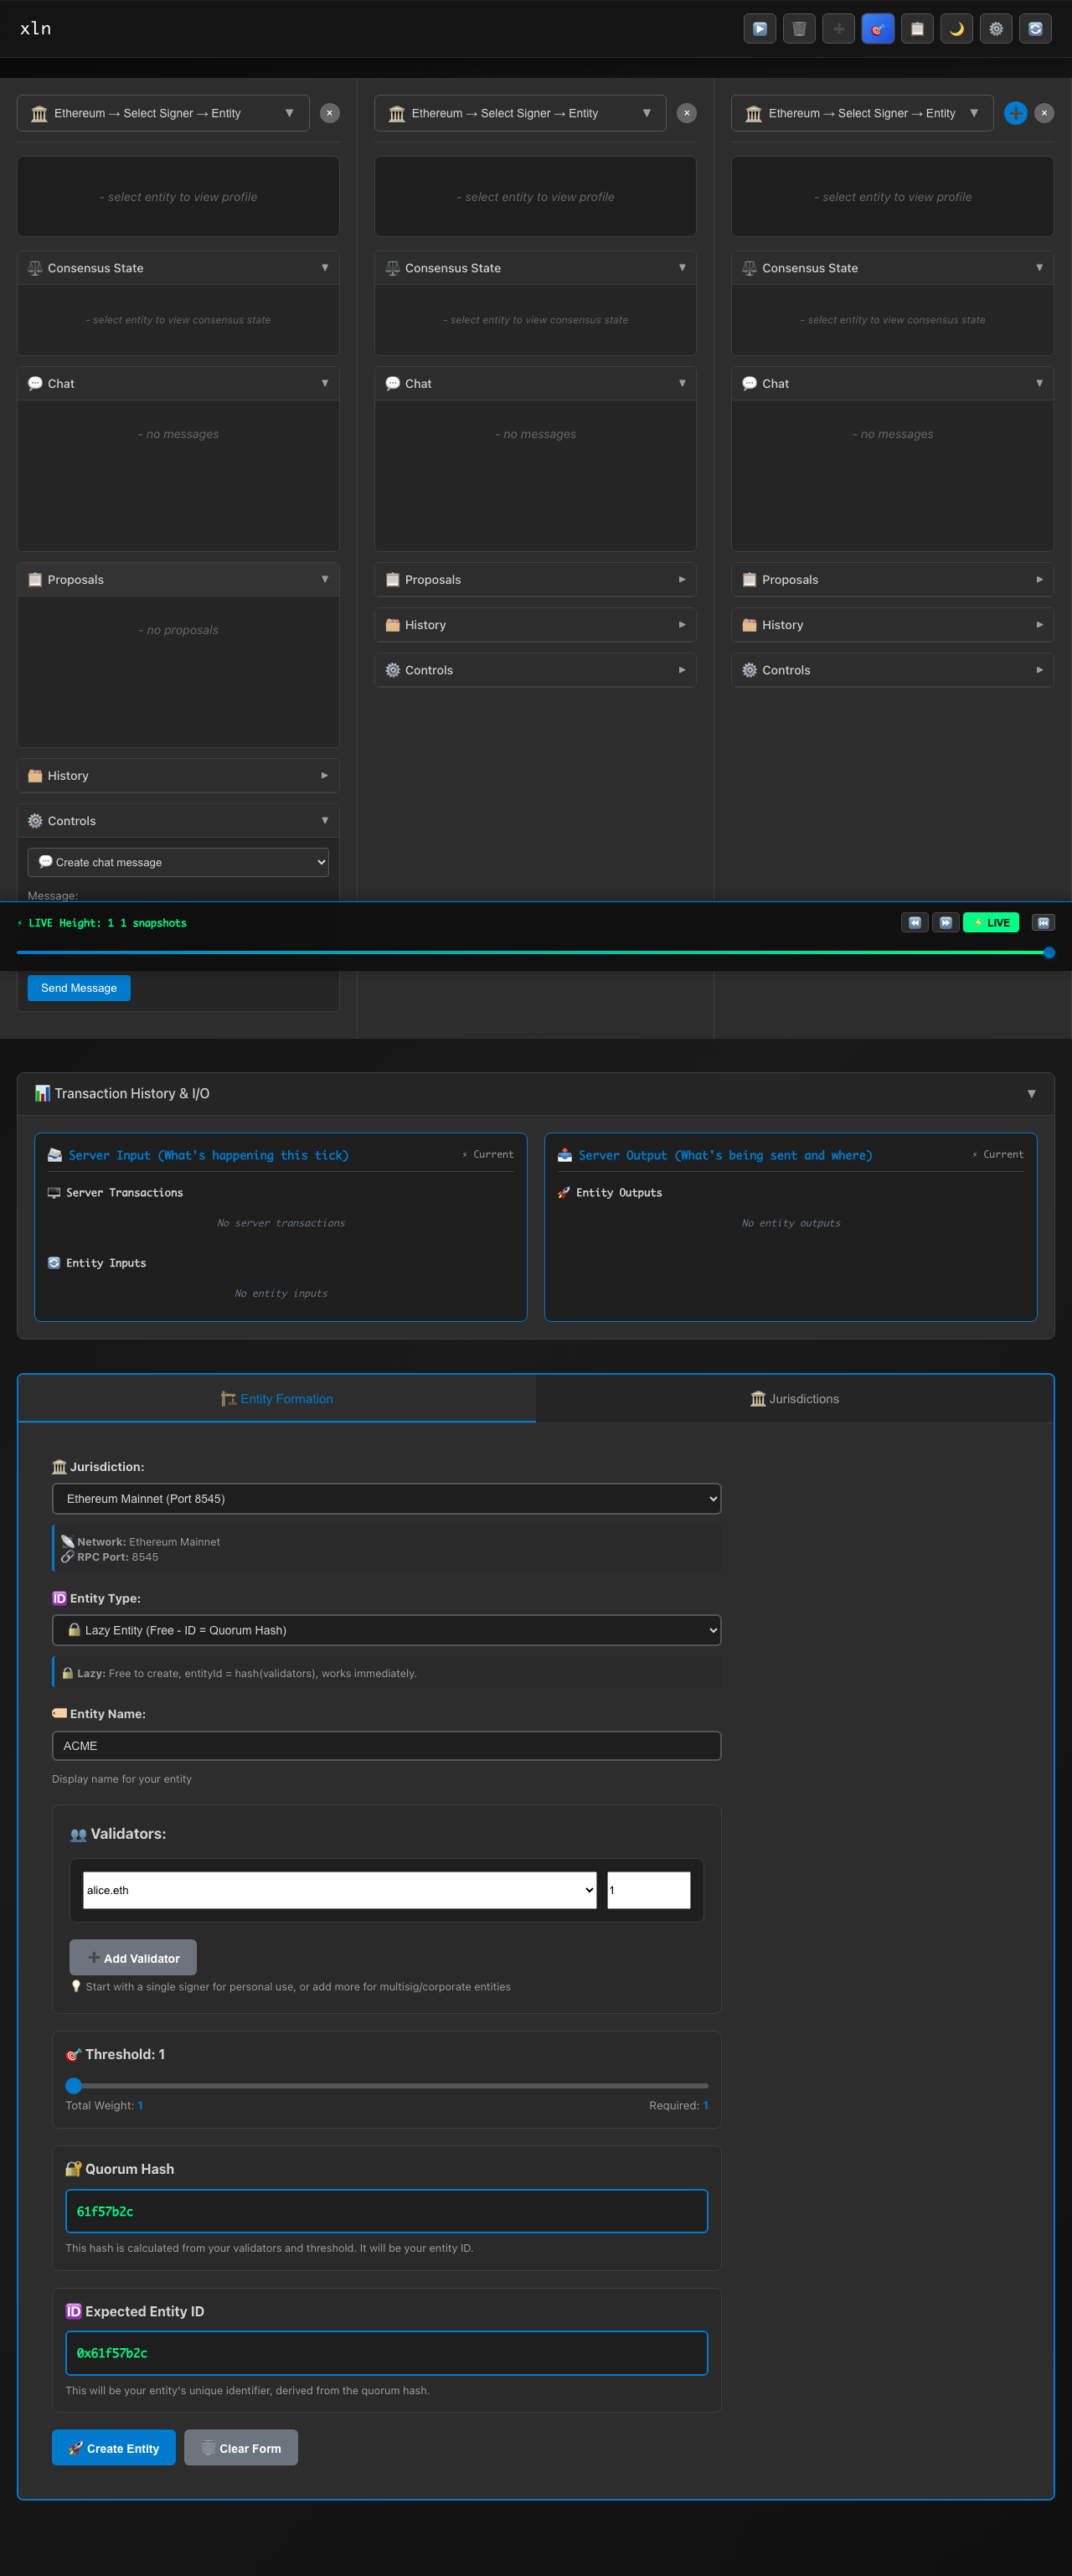 xln
Ethereum → Select Signer → Entity
- select entity to view profile
Consensus State
- select entity to view consensus state
Chat
- no messages
Proposals
- no proposals
History
Controls
Create chat message
Message:
Send Message
Ethereum → Select Signer → Entity
- select entity to view profile
Consensus State
- select entity to view consensus state
Chat
- no messages
Proposals
History
Controls
Ethereum → Select Signer → Entity
- select entity to view profile
Consensus State
- select entity to view consensus state
Chat
- no messages
Proposals
History
Controls
⚡ LIVE Height: 1 1 snapshots
⚡ LIVE
Transaction History & I/O
Server Input (What's happening this tick)
⚡ Current
Server Transactions
No server transactions
Entity Inputs
No entity inputs
Server Output (What's being sent and where)
⚡ Current
Entity Outputs
No entity outputs
Entity Formation
Jurisdictions
Jurisdiction:
Ethereum Mainnet (Port 8545)
Network: Ethereum Mainnet
RPC Port: 8545
Entity Type:
Lazy Entity (Free - ID = Quorum Hash)
Lazy: Free to create, entityId = hash(validators), works immediately.
Entity Name:
ACME
Display name for your entity
Validators:
alice.eth
1
Add Validator
Start with a single signer for personal use, or add more for multisig/corporate entities
Threshold: 1
Total Weight: 1
Required: 1
Quorum Hash
61f57b2c
This hash is calculated from your validators and threshold. It will be your entity ID.
Expected Entity ID
0x61f57b2c
This will be your entity's unique identifier, derived from the quorum hash.
Create Entity
Clear Form